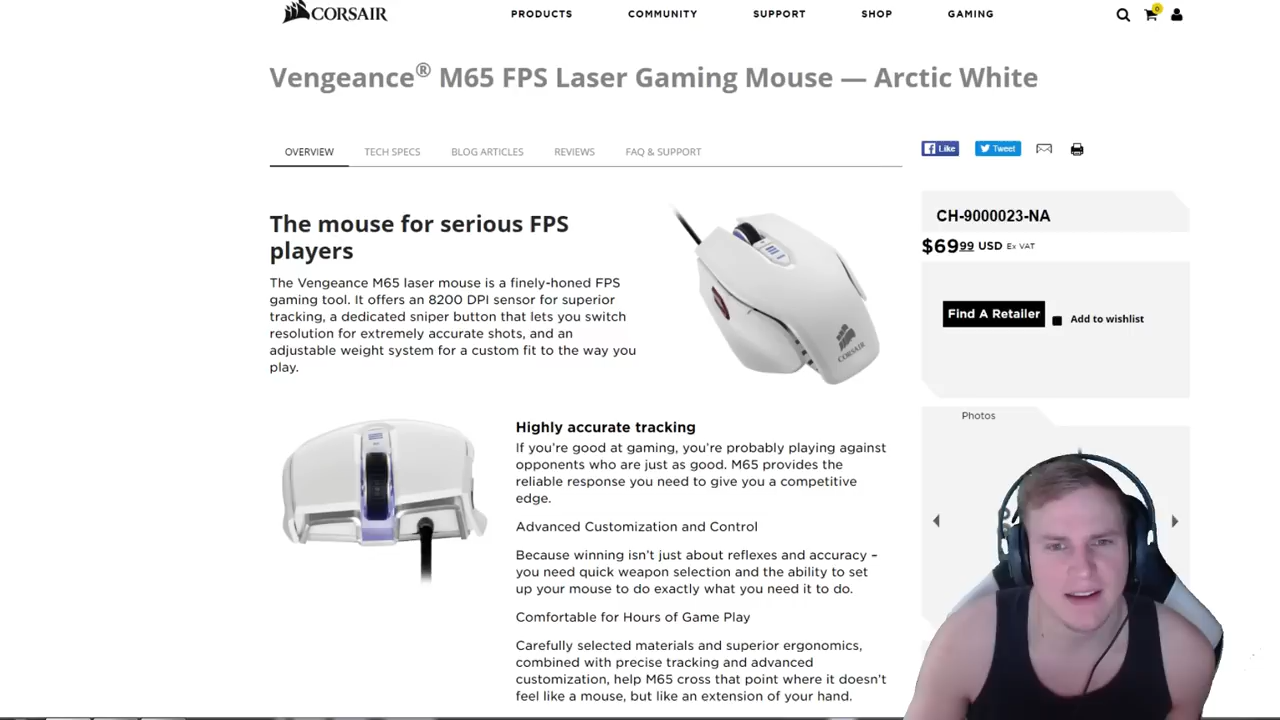 CORSAIR
PRODUCTS
COMMUNITY
SUPPORT
SHOP
GAMING
0
Vengeance® M65 FPS Laser Gaming Mouse — Arctic White
OVERVIEW
TECH SPECS
BLOG ARTICLES
REVIEWS
FAQ & SUPPORT
Like
Tweet
The mouse for serious FPS
players
The Vengeance M65 laser mouse is a finely-honed FPS
gaming tool. It offers an 8200 DPI sensor for superior
tracking, a dedicated sniper button that lets you switch
resolution for extremely accurate shots, and an
adjustable weight system for a custom fit to the way you
play.
CORSAIR
CH-9000023-NA
$69.99 USD Ex VAT
Find A Retailer
Add to wishlist
Photos
Highly accurate tracking
If you're good at gaming, you're probably playing against
opponents who are just as good. M65 provides the
reliable response you need to give you a competitive
edge.
Advanced Customization and Control
Because winning isn't just about reflexes and accuracy –
you need quick weapon selection and the ability to set
up your mouse to do exactly what you need it to do.
Comfortable for Hours of Game Play
Carefully selected materials and superior ergonomics,
combined with precise tracking and advanced
customization, help M65 cross that point where it doesn't
feel like a mouse, but like an extension of your hand.